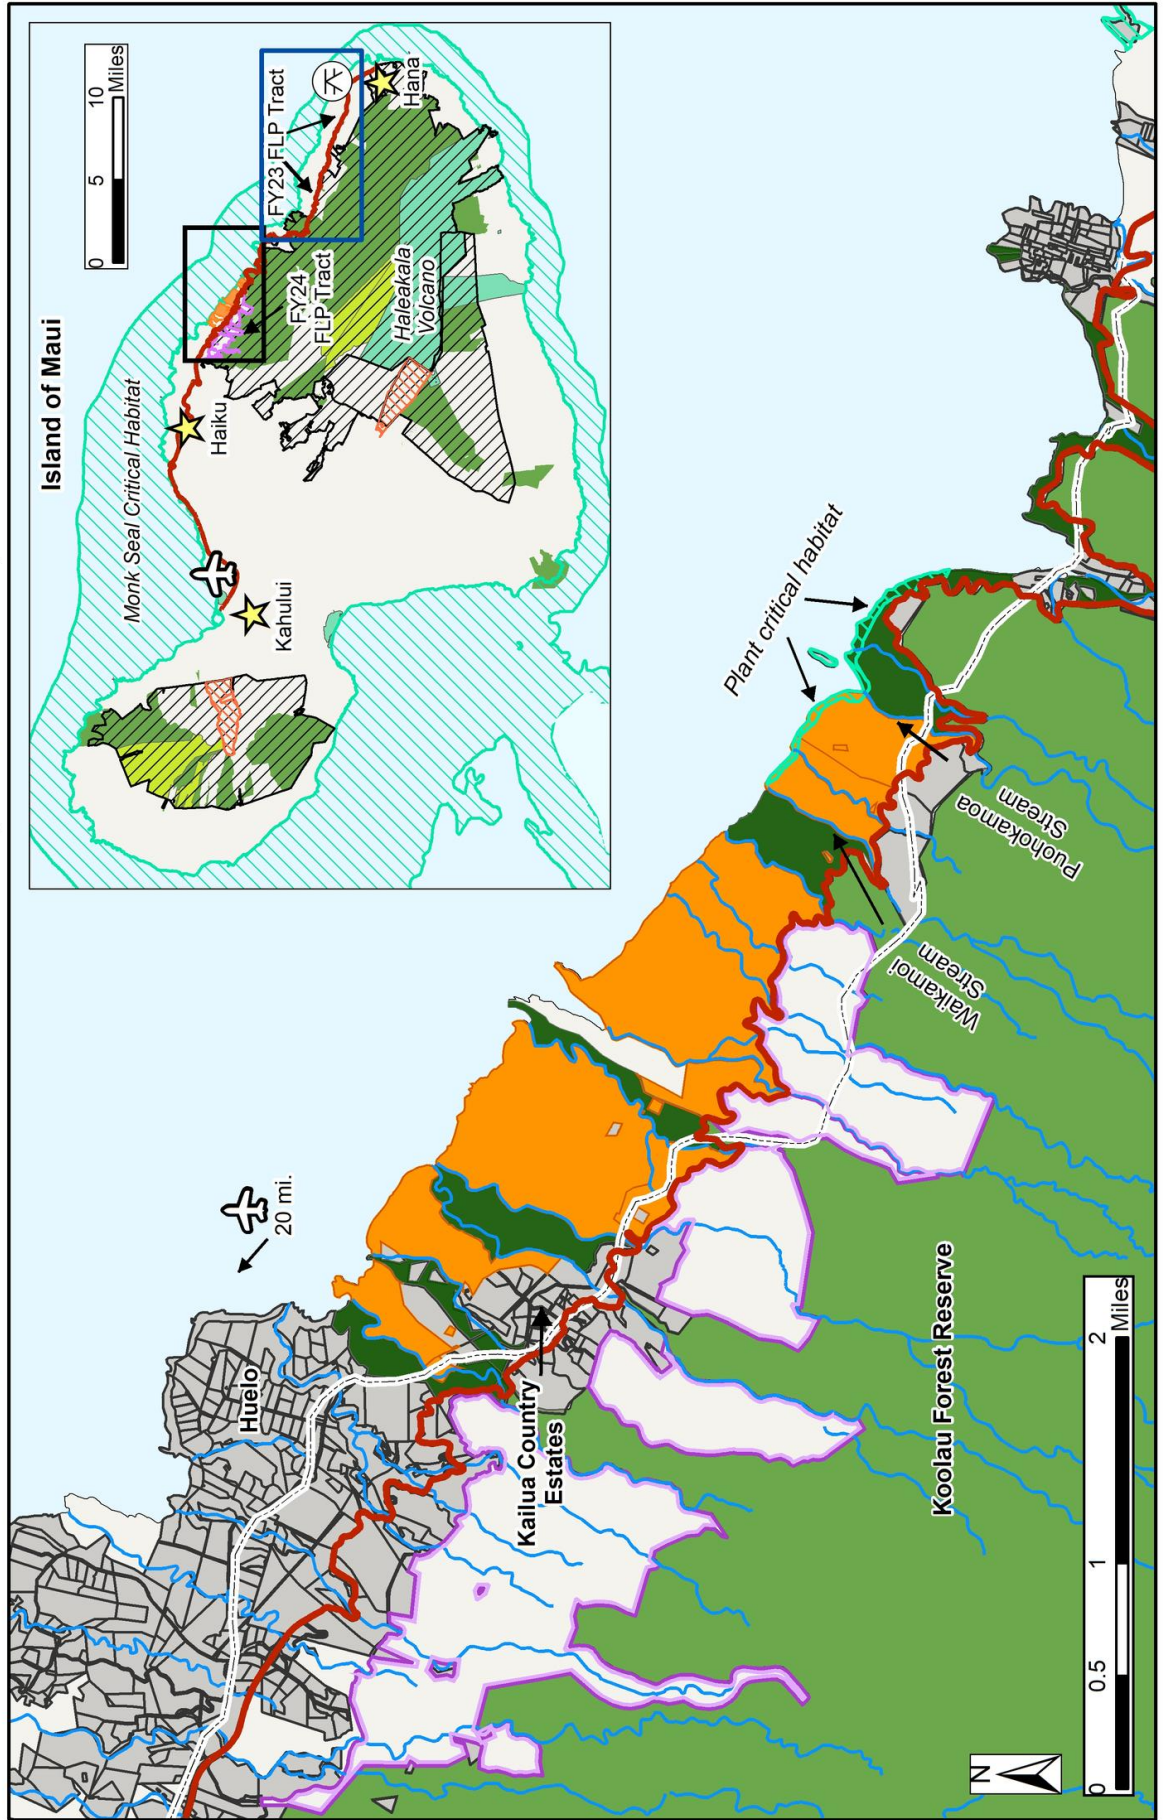 Island of Maui
Monk Seal Critical Habitat
0 5 10
Miles
FY23 FLP Tract
FY24
FLP Tract
Haiku
Hana
Kahului
Haleakala
Volcano
20 mi.
Huelo
Kailua Country
Estates
Plant critical habitat
Waikamoi
Stream
Puohokamoa
Stream
Koolau Forest Reserve
N
0 0.5 1 2
Miles